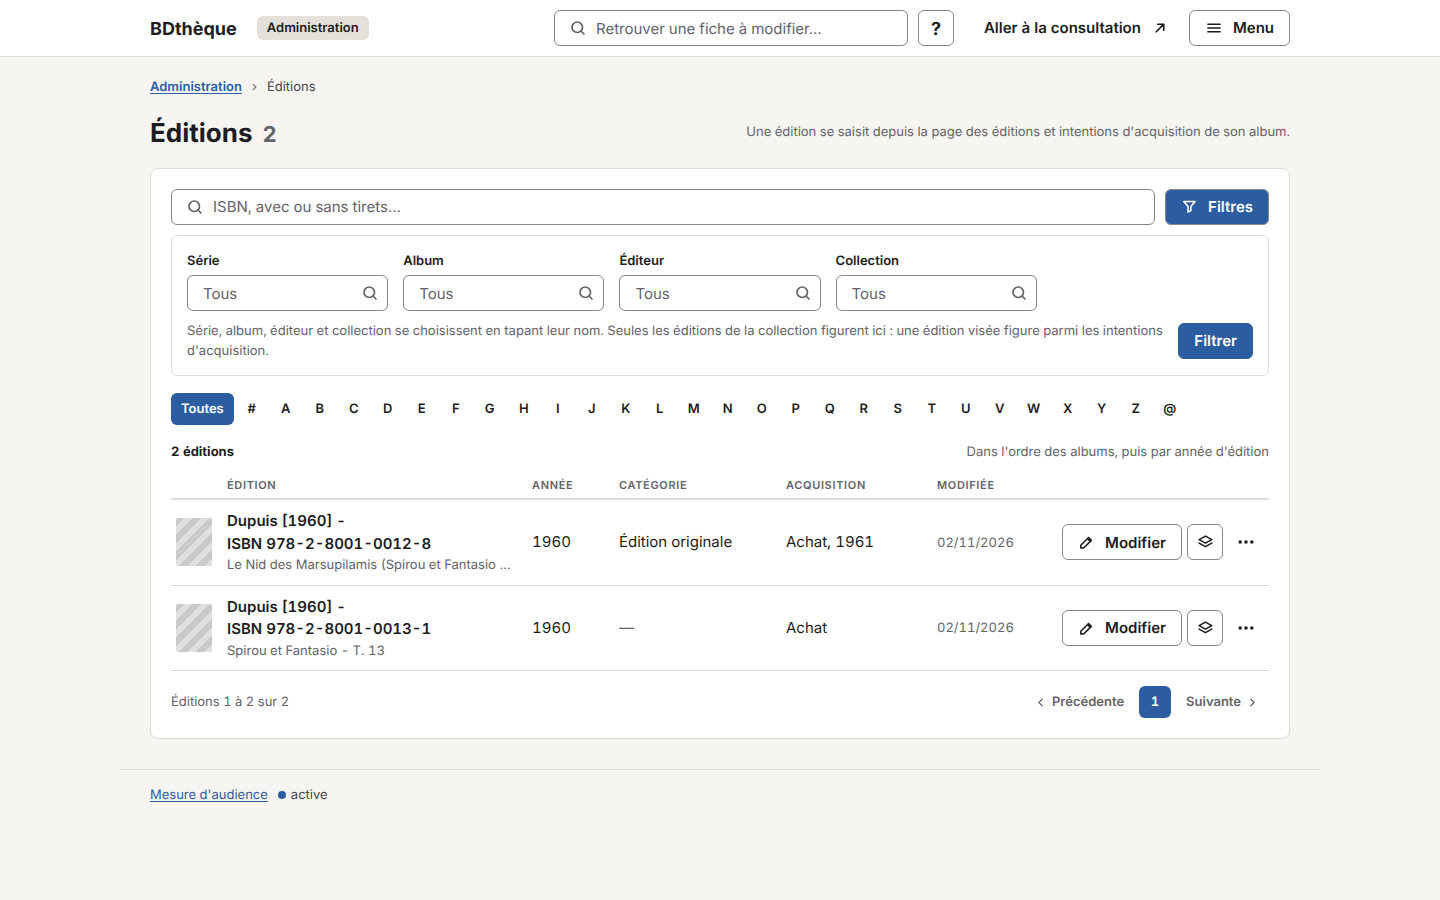 BDthèque Administration Retrouver une fiche à modifier... ? Aller à la consultation Menu
Administration › Éditions
Éditions 2
Une édition se saisit depuis la page des éditions et intentions d'acquisition de son album.
ISBN, avec ou sans tirets... Filtres
Série Album Éditeur Collection
Tous Tous Tous Tous
Série, album, éditeur et collection se choisissent en tapant leur nom. Seules les éditions de la collection figurent ici : une édition visée figure parmi les intentions
d'acquisition.
Filtrer
Toutes # A B C D E F G H I J K L M N O P Q R S T U V W X Y Z @
2 éditions Dans l'ordre des albums, puis par année d'édition
ÉDITION ANNÉE CATÉGORIE ACQUISITION MODIFIÉE
Dupuis [1960] -
ISBN 978-2-8001-0012-8
Le Nid des Marsupilamis (Spirou et Fantasio ...
1960 Édition originale Achat, 1961 02/11/2026 Modifier
Dupuis [1960] -
ISBN 978-2-8001-0013-1
Spirou et Fantasio - T. 13
1960 — Achat 02/11/2026 Modifier
Éditions 1 à 2 sur 2 ‹ Précédente 1 Suivante ›
Mesure d'audience active